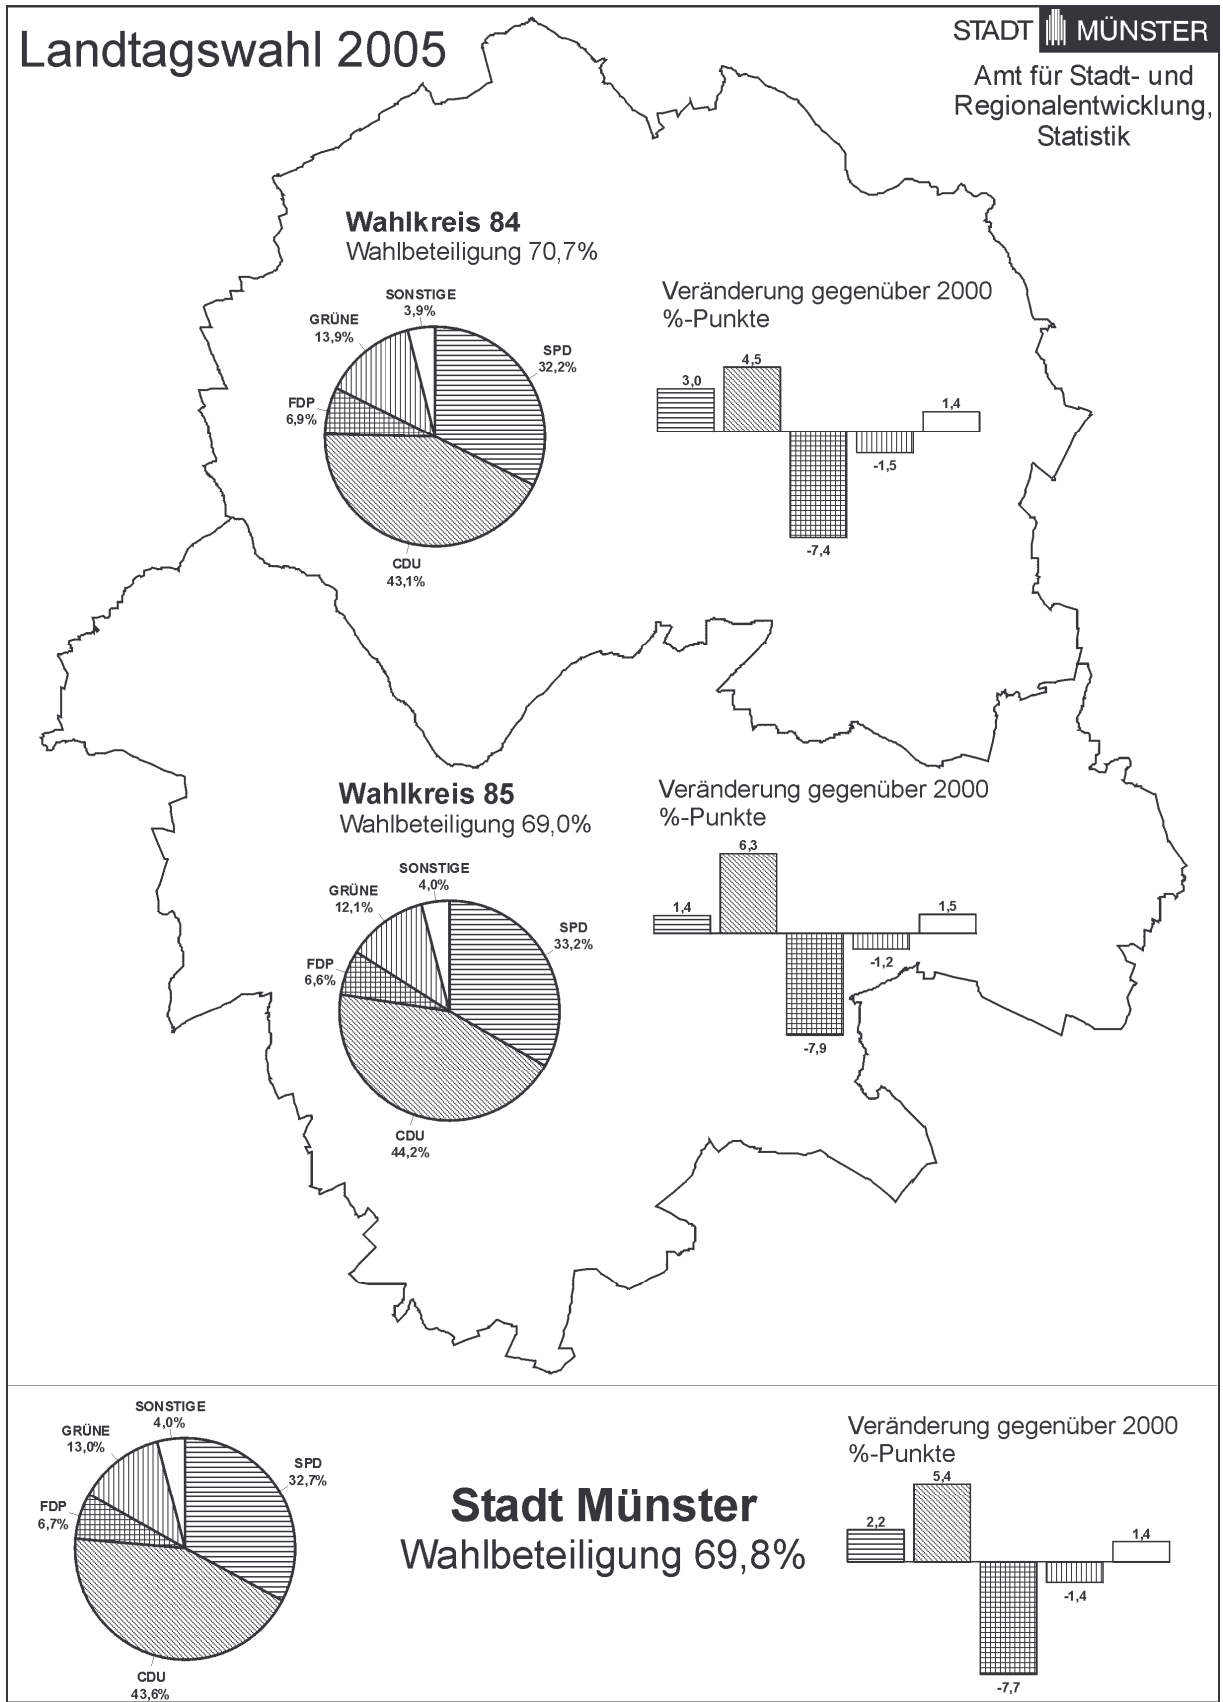 Landtagswahl 2005
STADT MÜNSTER
Amt für Stadt- und
Regionalentwicklung,
Statistik
Wahlkreis 84
Wahlbeteiligung 70,7%
SONSTIGE
3,9%
GRÜNE
13,9%
SPD
32,2%
FDP
6,9%
CDU
43,1%
Veränderung gegenüber 2000
%-Punkte
3,0
4,5
-7,4
-1,5
1,4
Wahlkreis 85
Wahlbeteiligung 69,0%
SONSTIGE
4,0%
GRÜNE
12,1%
SPD
33,2%
FDP
6,6%
CDU
44,2%
Veränderung gegenüber 2000
%-Punkte
1,4
6,3
-7,9
-1,2
1,5
SONSTIGE
4,0%
GRÜNE
13,0%
SPD
32,7%
FDP
6,7%
CDU
43,6%
Stadt Münster
Wahlbeteiligung 69,8%
Veränderung gegenüber 2000
%-Punkte
2,2
5,4
-7,7
-1,4
1,4